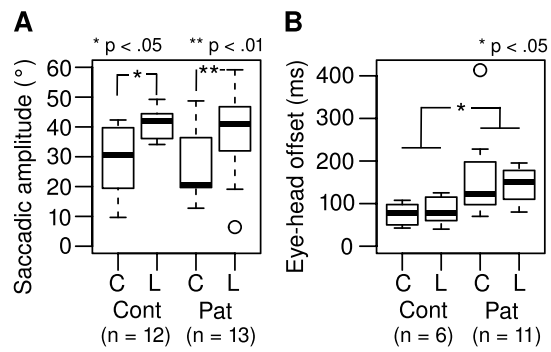 A
* p < .05
** p < .01
Saccadic amplitude (°)
60
50
40
30
20
10
0
*
**
C L C L
Cont Pat
(n = 12) (n = 13)
B
* p < .05
Eye-head offset (ms)
400
300
200
100
0
*
C L C L
Cont Pat
(n = 6) (n = 11)